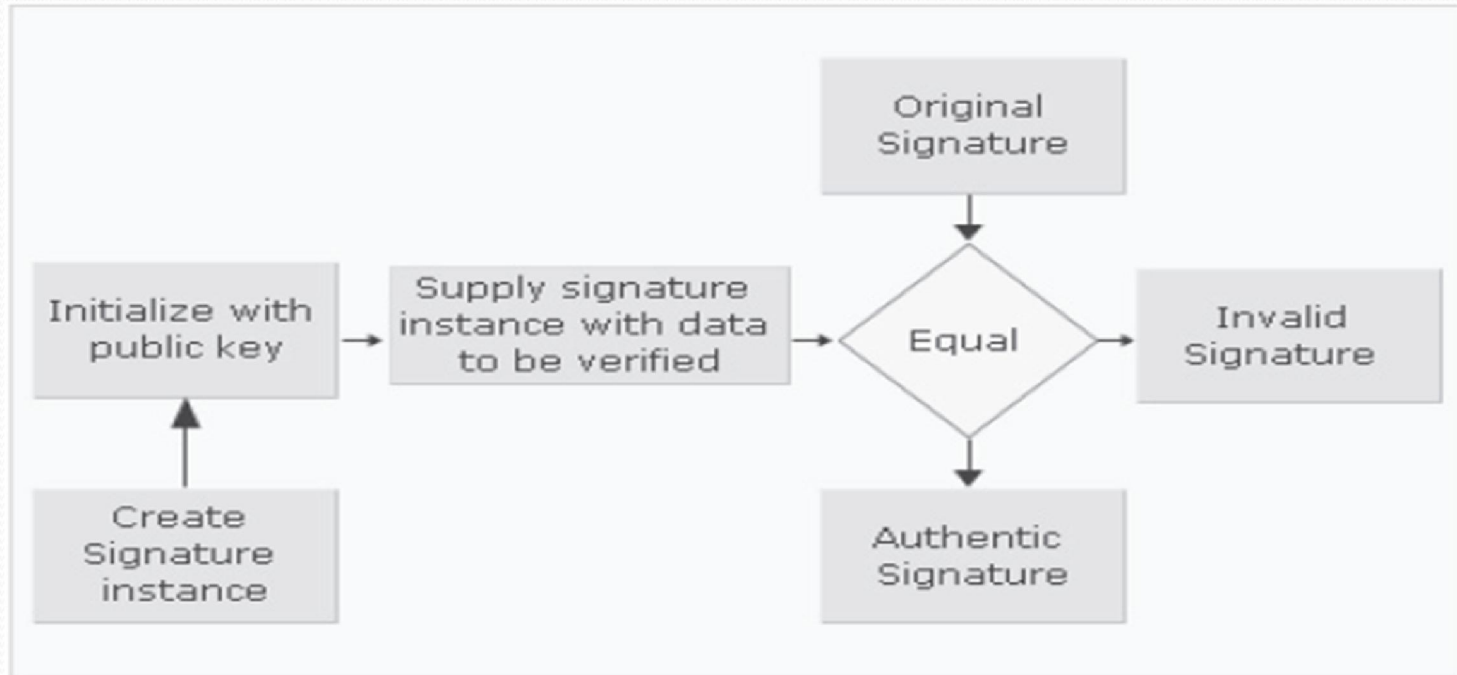 Original
Signature
Initialize with
public key
Supply signature
instance with data
to be verified
Equal
Invalid
Signature
Create
Signature
instance
Authentic
Signature